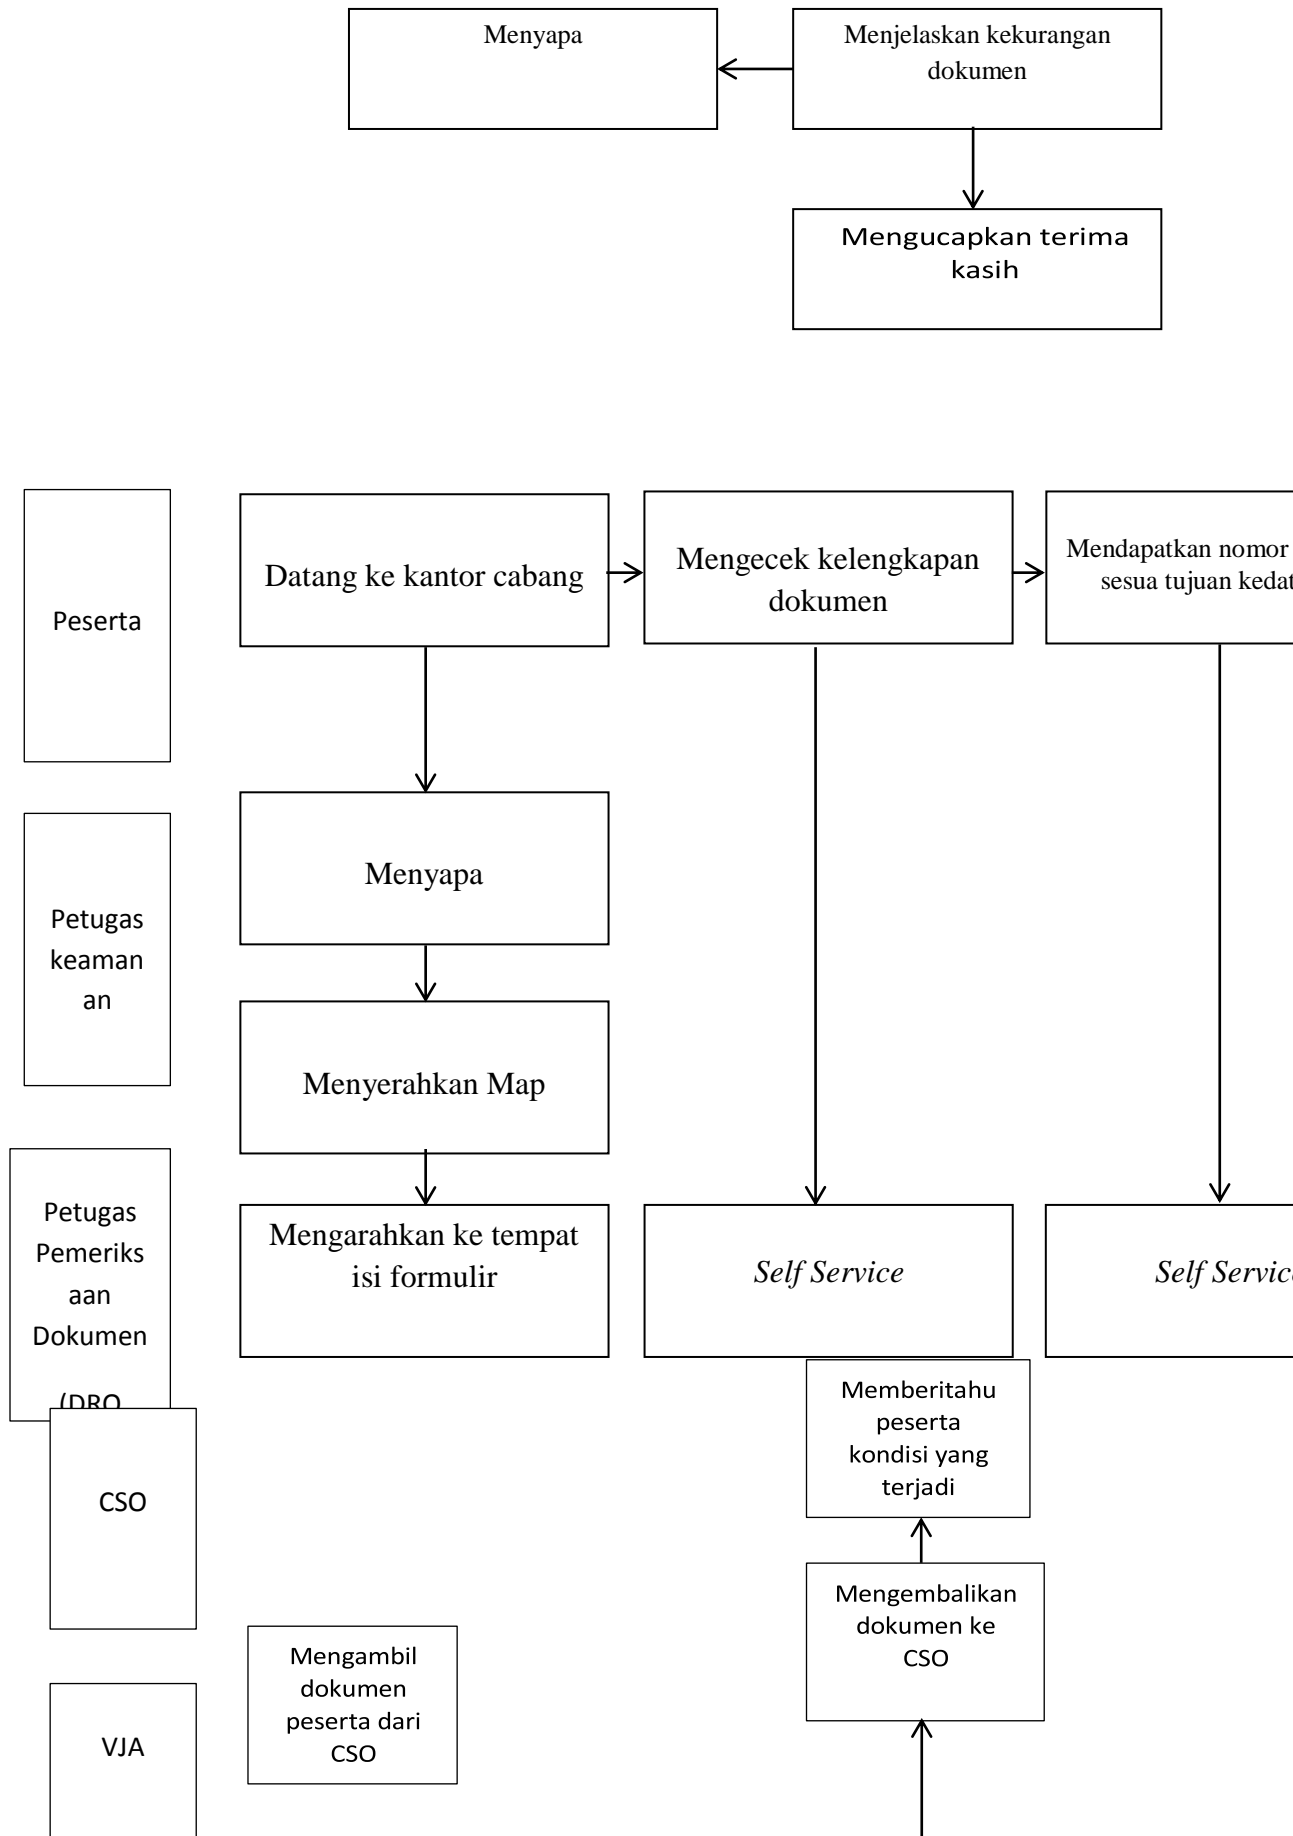 Menyapa
Menjelaskan kekurangan
dokumen
Mengucapkan terima
kasih
Peserta
Datang ke kantor cabang
Mengecek kelengkapan
dokumen
Mendapatkan nomor
sesua tujuan kedat
Menyapa
Petugas
keaman
an
Menyerahkan Map
Petugas
Pemeriks
aan
Dokumen
(DRO
Mengarahkan ke tempat
isi formulir
Self Service
Self Service
Memberitahu
peserta
kondisi yang
terjadi
CSO
Mengembalikan
dokumen ke
CSO
Mengambil
dokumen
peserta dari
CSO
VJA